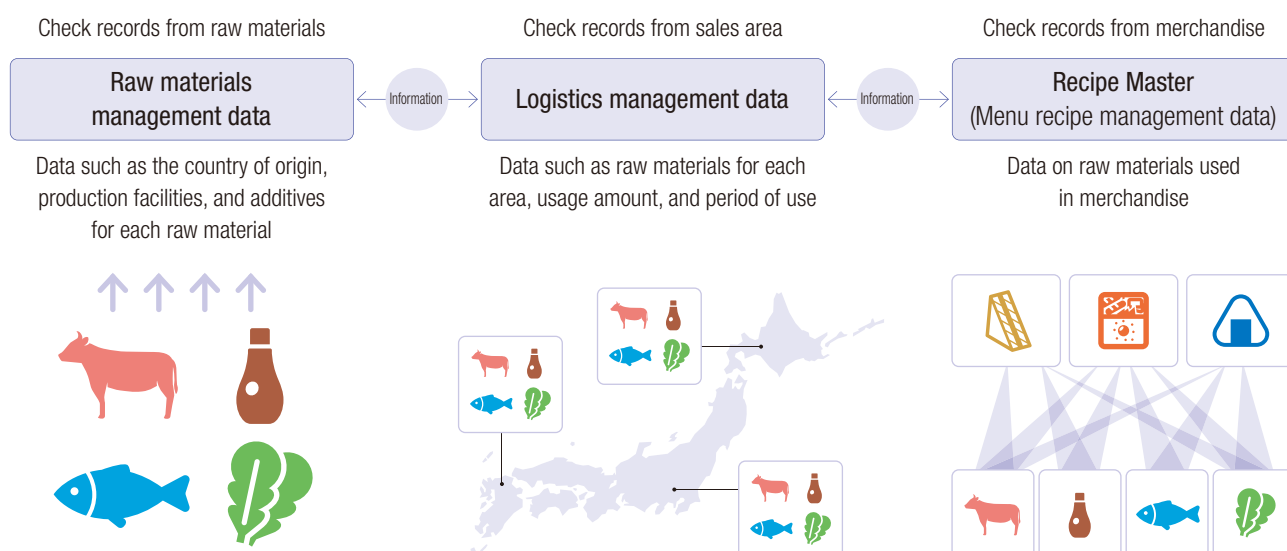 Check records from raw materials
Raw materials
management data
Data such as the country of origin,
production facilities, and additives
for each raw material
Information
Check records from sales area
Logistics management data
Data such as raw materials for each
area, usage amount, and period of use
Information
Check records from merchandise
Recipe Master
(Menu recipe management data)
Data on raw materials used
in merchandise